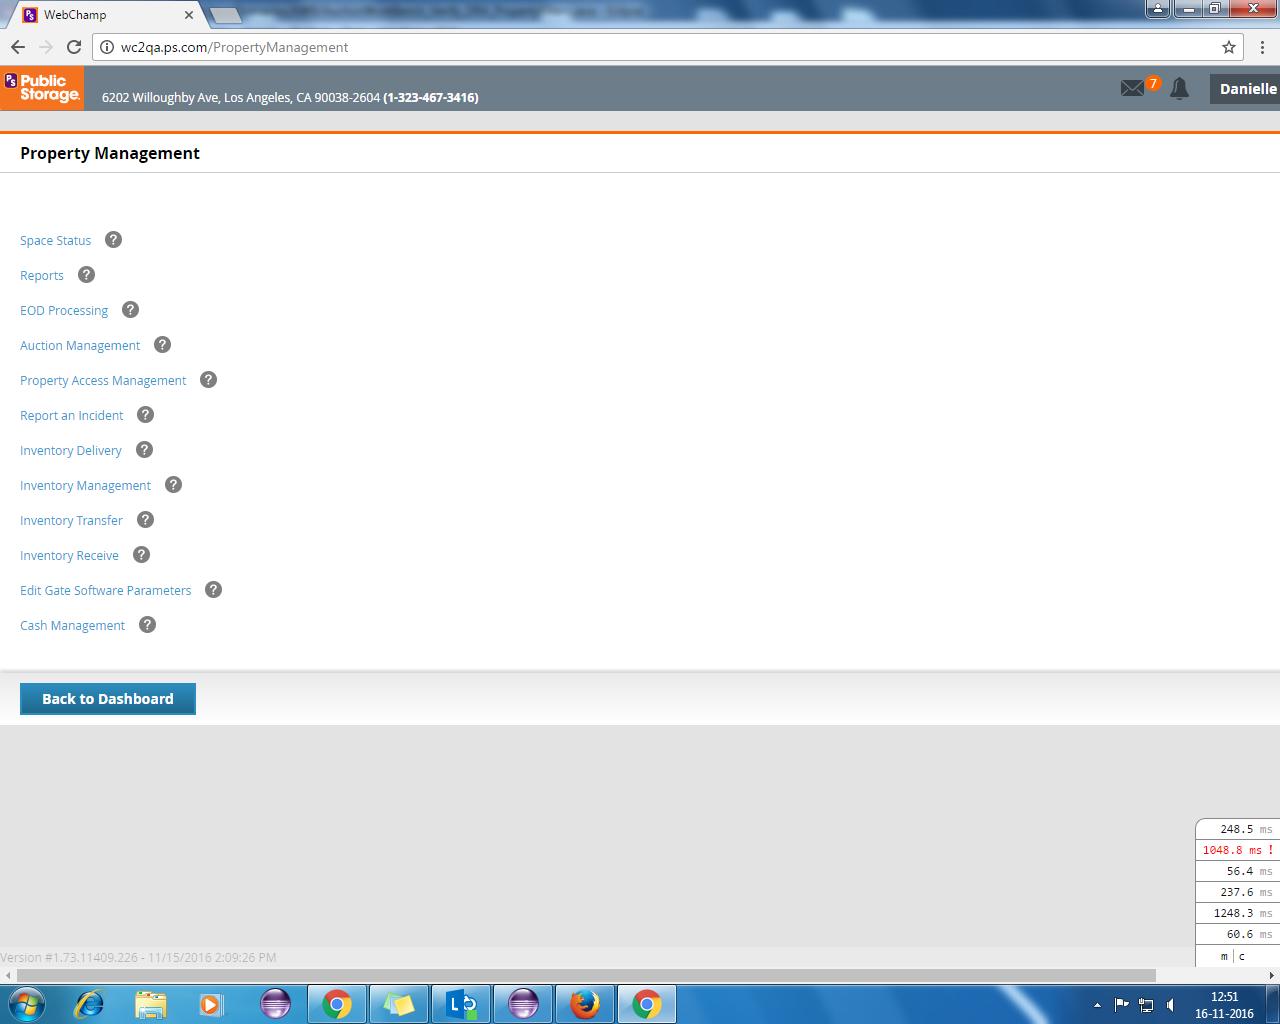 WebChamp
wc2qa.ps.com/PropertyManagement
PS Public Storage.
6202 Willoughby Ave, Los Angeles, CA 90038-2604 (1-323-467-3416)
7
Danielle
Property Management
Space Status ?
Reports ?
EOD Processing ?
Auction Management ?
Property Access Management ?
Report an Incident ?
Inventory Delivery ?
Inventory Management ?
Inventory Transfer ?
Inventory Receive ?
Edit Gate Software Parameters ?
Cash Management ?
Back to Dashboard
248.5 ms
1048.8 ms !
56.4 ms
237.6 ms
1248.3 ms
60.6 ms
m | c
Version #1.73.11409.226 - 11/15/2016 2:09:26 PM
12:51
16-11-2016